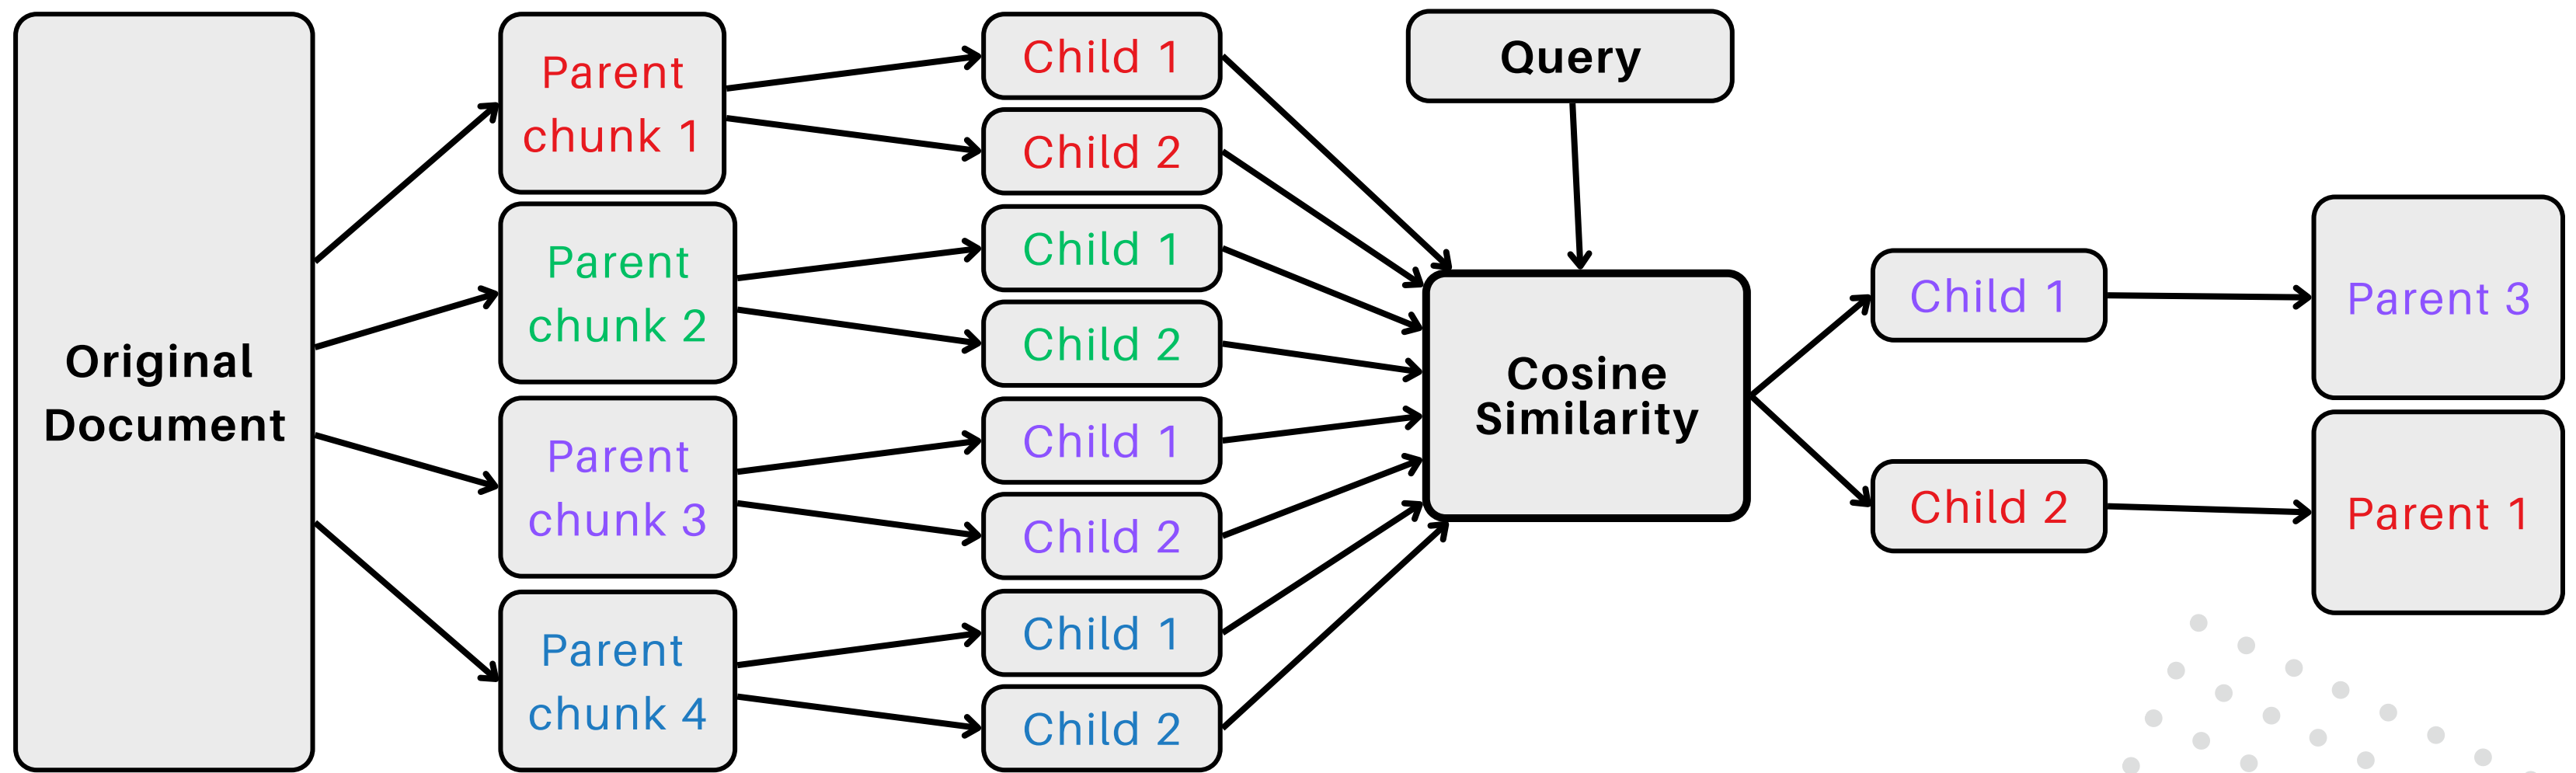 Original
Document
Parent
chunk 1
Parent
chunk 2
Parent
chunk 3
Parent
chunk 4
Child 1
Child 2
Child 1
Child 2
Child 1
Child 2
Child 1
Child 2
Query
Cosine
Similarity
Child 1
Child 2
Parent 3
Parent 1